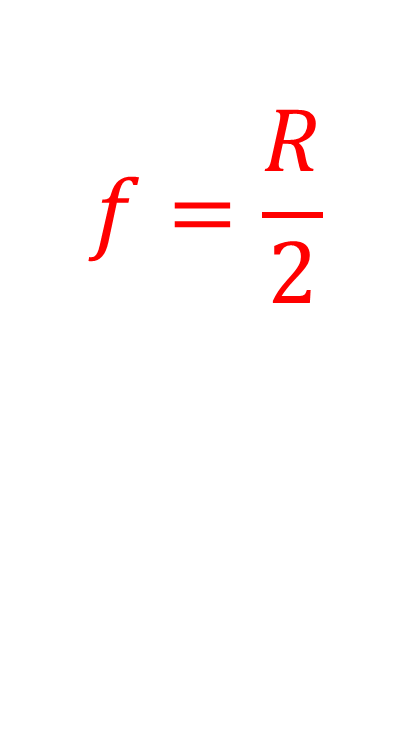 f = R/2